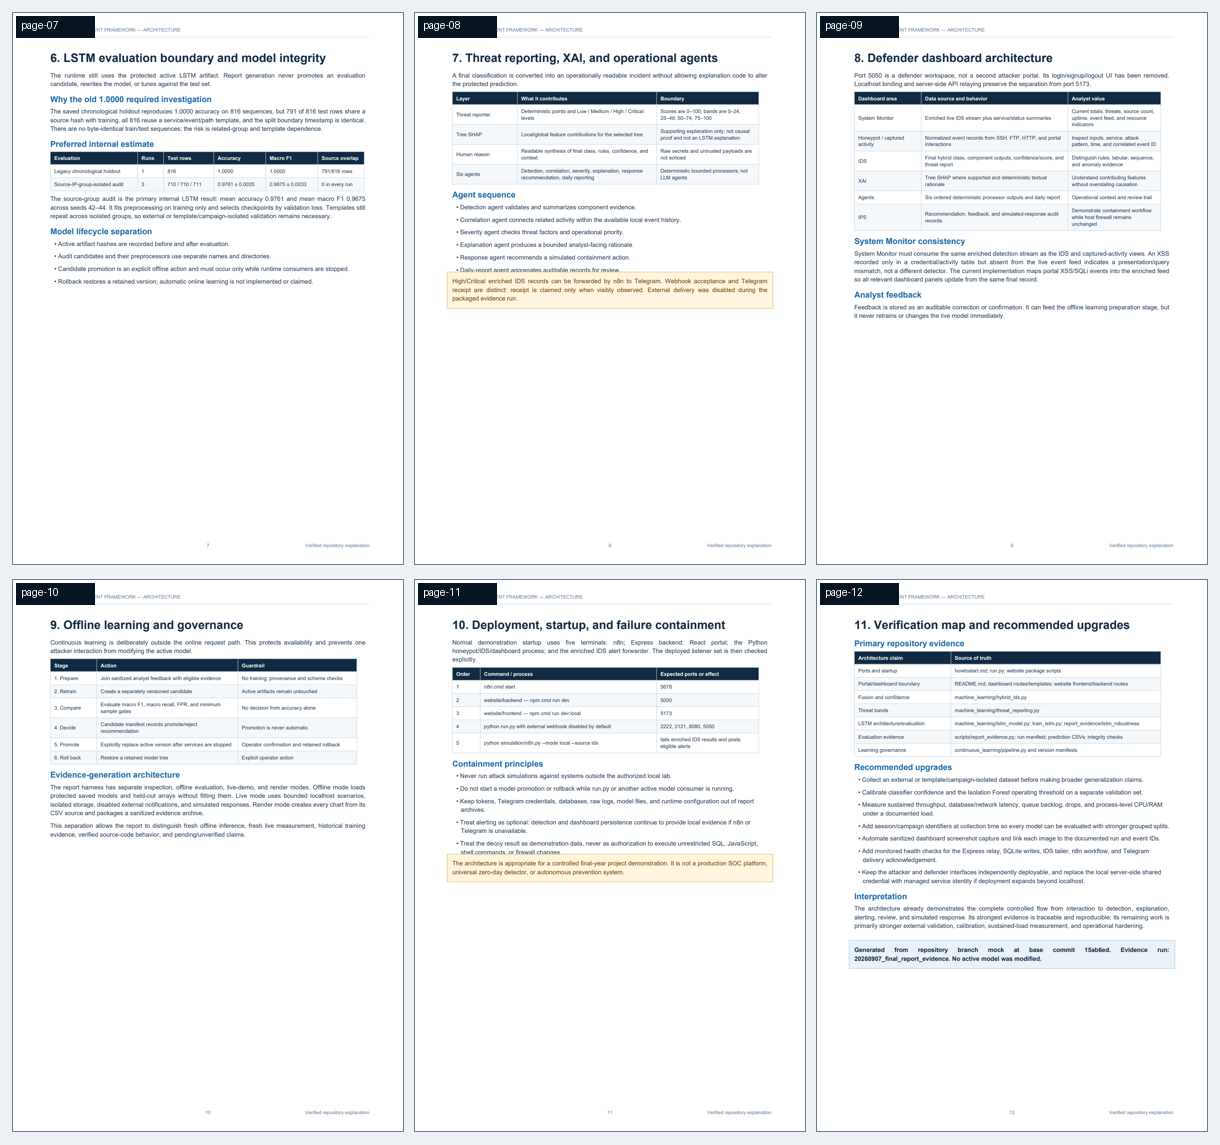 page-07
NT FRAMEWORK — ARCHITECTURE
6. LSTM evaluation boundary and model integrity
The runtime still uses the protected active LSTM artifact. Report generation never promotes an evaluation
candidate, rewrites the model, or tunes against the test set.
Why the old 1.0000 required investigation
The saved chronological holdout reproduces 1.0000 accuracy on 816 sequences, but 791 of 816 test rows share a
source hash with training, all 816 reuse a service/event/path template, and the split boundary timestamp is identical.
There are no byte-identical train/test sequences; the risk is related-group and template dependence.
Preferred internal estimate
Evaluation Runs Test rows Accuracy Macro F1 Source overlap
Legacy chronological holdout 1 816 1.0000 1.0000 791/816 rows
Source-IP-group-isolated audit 3 710 / 710 / 711 0.9761 ± 0.0035 0.9675 ± 0.0033 0 in every run
The source-group audit is the primary internal LSTM result: mean accuracy 0.9761 and mean macro F1 0.9675
across seeds 42–44. It fits preprocessing on training only and selects checkpoints by validation loss. Templates still
repeat across isolated groups, so external or template/campaign-isolated validation remains necessary.
Model lifecycle separation
• Active artifact hashes are recorded before and after evaluation.
• Audit candidates and their preprocessors use separate names and directories.
• Candidate promotion is an explicit offline action and must occur only while runtime consumers are stopped.
• Rollback restores a retained version; automatic online learning is not implemented or claimed.
7
Verified repository explanation
page-08
NT FRAMEWORK — ARCHITECTURE
7. Threat reporting, XAI, and operational agents
A final classification is converted into an operationally readable incident without allowing explanation code to alter
the protected prediction.
Layer What it contributes Boundary
Threat reporter Deterministic points and Low / Medium / High / Critical levels Scores are 0–100, bands are 0–24, 25–49, 50–74, 75–100
Tree SHAP Local/global feature contributions for the selected tree Supporting explanation only; not causal proof and not an LSTM explanation
Human reason Readable synthesis of final class, rules, confidence, and context Raw secrets and untrusted payloads are not echoed
Six agents Detection, correlation, severity, explanation, response recommendation, daily reporting Deterministic bounded processors; not LLM agents
Agent sequence
• Detection agent validates and summarizes component evidence.
• Correlation agent connects related activity within the available local event history.
• Severity agent checks threat factors and operational priority.
• Explanation agent produces a bounded analyst-facing rationale.
• Response agent recommends a simulated containment action.
• Daily-report agent aggregates auditable records for review.
High/Critical enriched IDS records can be forwarded by n8n to Telegram. Webhook acceptance and Telegram
receipt are distinct: receipt is claimed only when visibly observed. External delivery was disabled during the
packaged evidence run.
8
Verified repository explanation
page-09
NT FRAMEWORK — ARCHITECTURE
8. Defender dashboard architecture
Port 5050 is a defender workspace, not a second attacker portal. Its login/signup/logout UI has been removed.
Localhost binding and server-side API relaying preserve the separation from port 5173.
Dashboard area Data source and behavior Analyst value
System Monitor Enriched live IDS stream plus service/status summaries Current totals, threats, source count, uptime, event feed, and resource indicators
Honeypot / captured activity Normalized event records from SSH, FTP, HTTP, and portal interactions Inspect inputs, service, attack pattern, time, and correlated event ID
IDS Final hybrid class, component outputs, confidence/score, and threat report Distinguish rules, tabular, sequence, and anomaly evidence
XAI Tree SHAP where supported and deterministic textual rationale Understand contributing features without overstating causation
Agents Six ordered deterministic processor outputs and daily report Operational context and review trail
IPS Recommendation, feedback, and simulated-response audit records Demonstrate containment workflow while host firewall remains unchanged
System Monitor consistency
System Monitor must consume the same enriched detection stream as the IDS and captured-activity views. An XSS
recorded only in a credential/activity table but absent from the live event feed indicates a presentation/query
mismatch, not a different detector. The current implementation maps portal XSS/SQLi events into the enriched feed
so all relevant dashboard panels update from the same final record.
Analyst feedback
Feedback is stored as an auditable correction or confirmation. It can feed the offline learning preparation stage, but
it never retrains or changes the live model immediately.
9
Verified repository explanation
page-10
NT FRAMEWORK — ARCHITECTURE
9. Offline learning and governance
Continuous learning is deliberately outside the online request path. This protects availability and prevents one
attacker interaction from modifying the active model.
Stage Action Guardrail
1. Prepare Join sanitized analyst feedback with eligible evidence No training; provenance and schema checks
2. Retrain Create a separately versioned candidate Active artifacts remain untouched
3. Compare Evaluate macro F1, macro recall, FPR, and minimum sample gates No decision from accuracy alone
4. Decide Candidate manifest records promote/reject recommendation Promotion is never automatic
5. Promote Explicitly replace active version after services are stopped Operator confirmation and retained rollback
6. Roll back Restore a retained model tree Explicit operator action
Evidence-generation architecture
The report harness has separate inspection, offline evaluation, live-demo, and render modes. Offline mode loads
protected saved models and held-out arrays without fitting them. Live mode uses bounded localhost scenarios,
isolated storage, disabled external notifications, and simulated responses. Render mode creates every chart from its
CSV source and packages a sanitized evidence archive.
This separation allows the report to distinguish fresh offline inference, fresh live measurement, historical training
evidence, verified source-code behavior, and pending/unverified claims.
10
Verified repository explanation
page-11
NT FRAMEWORK — ARCHITECTURE
10. Deployment, startup, and failure containment
Normal demonstration startup uses five terminals: n8n; Express backend; React portal; the Python
honeypot/IDS/dashboard process; and the enriched IDS alert forwarder. The deployed listener set is then checked
explicitly.
Order Command / process Expected ports or effect
1 n8n.cmd start 5678
2 website/backend — npm.cmd run dev 5000
3 website/frontend — npm.cmd run dev:local 5173
4 python run.py with external webhook disabled by default 2222, 2121, 8080, 5050
5 python simulation/n8n.py --mode local --source ids tails enriched IDS results and posts eligible alerts
Containment principles
• Never run attack simulations against systems outside the authorized local lab.
• Do not start a model promotion or rollback while run.py or another active model consumer is running.
• Keep tokens, Telegram credentials, databases, raw logs, model files, and runtime configuration out of report
archives.
• Treat alerting as optional: detection and dashboard persistence continue to provide local evidence if n8n or
Telegram is unavailable.
• Treat the decoy result as demonstration data, never as authorization to execute unrestricted SQL, JavaScript,
shell commands, or firewall changes.
The architecture is appropriate for a controlled final-year project demonstration. It is not a production SOC platform,
universal zero-day detector, or autonomous prevention system.
11
Verified repository explanation
page-12
NT FRAMEWORK — ARCHITECTURE
11. Verification map and recommended upgrades
Primary repository evidence
Architecture claim Source of truth
Ports and startup howtostart.md; run.py; website package scripts
Portal/dashboard boundary README.md; dashboard routes/templates; website frontend/backend routes
Fusion and confidence machine_learning/hybrid_ids.py
Threat bands machine_learning/threat_reporting.py
LSTM architecture/evaluation machine_learning/lstm_model.py; train_lstm.py; report_evidence/lstm_robustness
Evaluation evidence scripts/report_evidence.py; run manifest; prediction CSVs; integrity checks
Learning governance continuous_learning/pipeline.py and version manifests
Recommended upgrades
• Collect an external or template/campaign-isolated dataset before making broader generalization claims.
• Calibrate classifier confidence and the Isolation Forest operating threshold on a separate validation set.
• Measure sustained throughput, database/network latency, queue backlog, drops, and process-level CPU/RAM
under a documented load.
• Add session/campaign identifiers at collection time so every model can be evaluated with stronger grouped splits.
• Automate sanitized dashboard screenshot capture and link each image to the documented run and event IDs.
• Add monitored health checks for the Express relay, SQLite writes, IDS tailer, n8n workflow, and Telegram
delivery acknowledgement.
• Keep the attacker and defender interfaces independently deployable, and replace the local server-side shared
credential with managed service identity if deployment expands beyond localhost.
Interpretation
The architecture already demonstrates the complete controlled flow from interaction to detection, explanation,
alerting, review, and simulated response. Its strongest evidence is traceable and reproducible; its remaining work is
primarily stronger external validation, calibration, sustained-load measurement, and operational hardening.
Generated from repository branch mock at base commit 15ab6ed. Evidence run:
20260907_final_report_evidence. No active model was modified.
12
Verified repository explanation